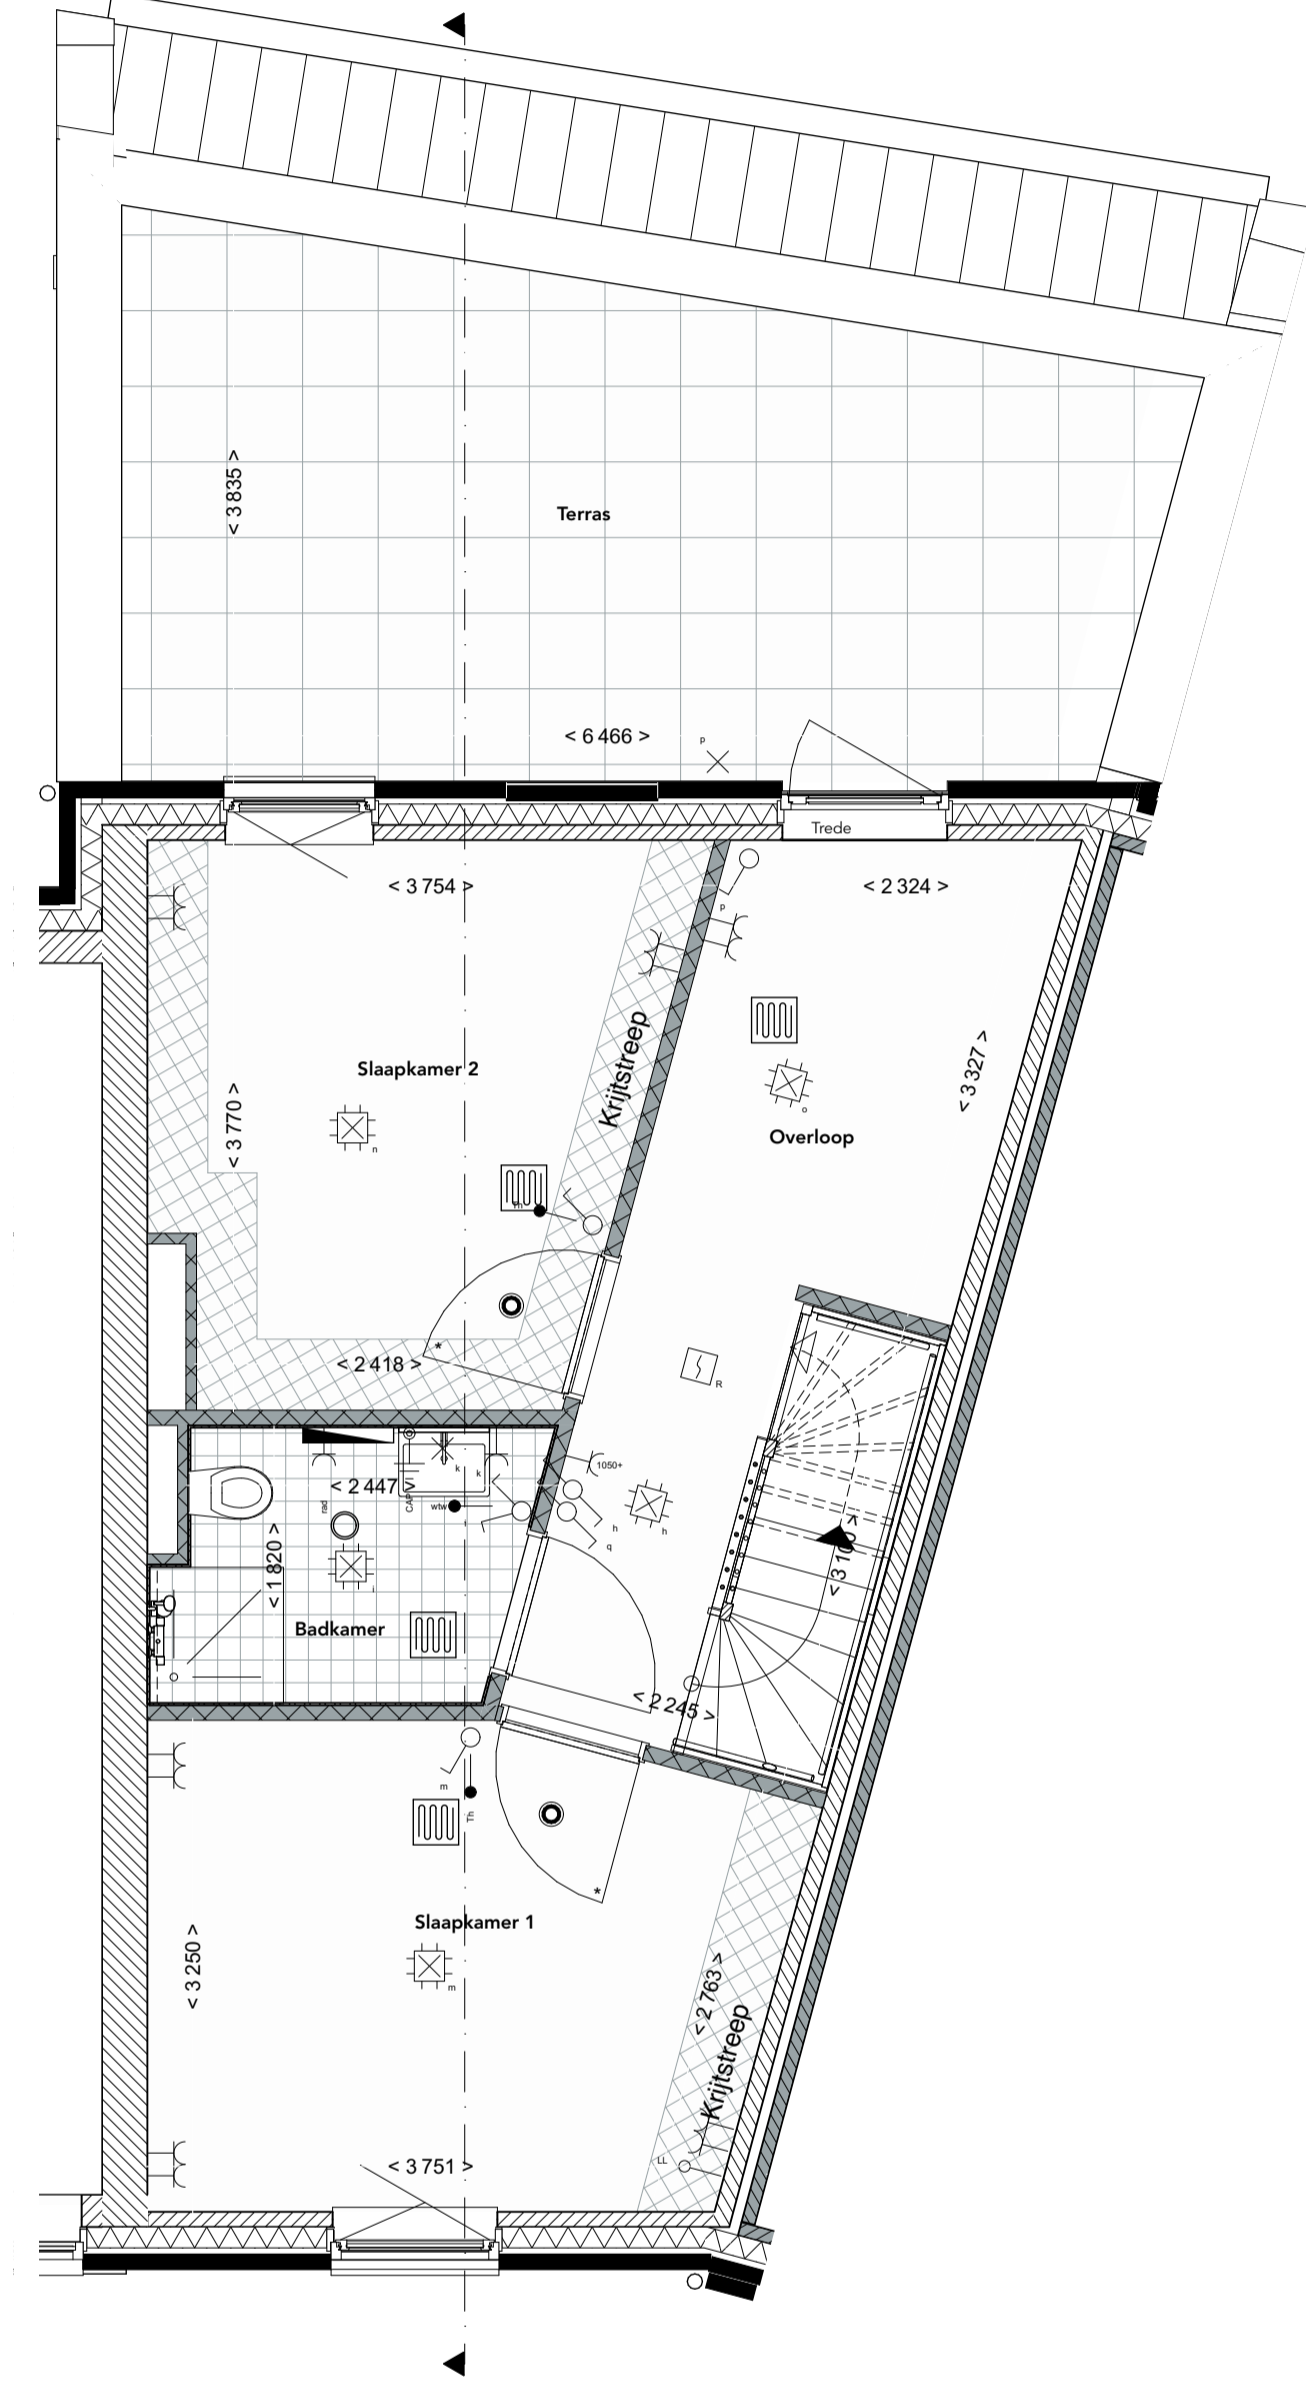 < 3 835 >
Terras
< 6 466 >
p
Trede
< 3 754 >
< 2 324 >
p
Krijtstreep
< 3 327 >
Slaapkamer 2
< 3 770 >
n
o
Overloop
Th
*
< 2 418 >
R
1050+
k
k
< 2 447 >
CAP
rad
wtw
h
h
q
< 1 820 >
i
Badkamer
< 2 245 >
m
Th
*
Slaapkamer 1
< 3 250 >
m
< 2 763 >
Krijtstreep
LL
< 3 751 >